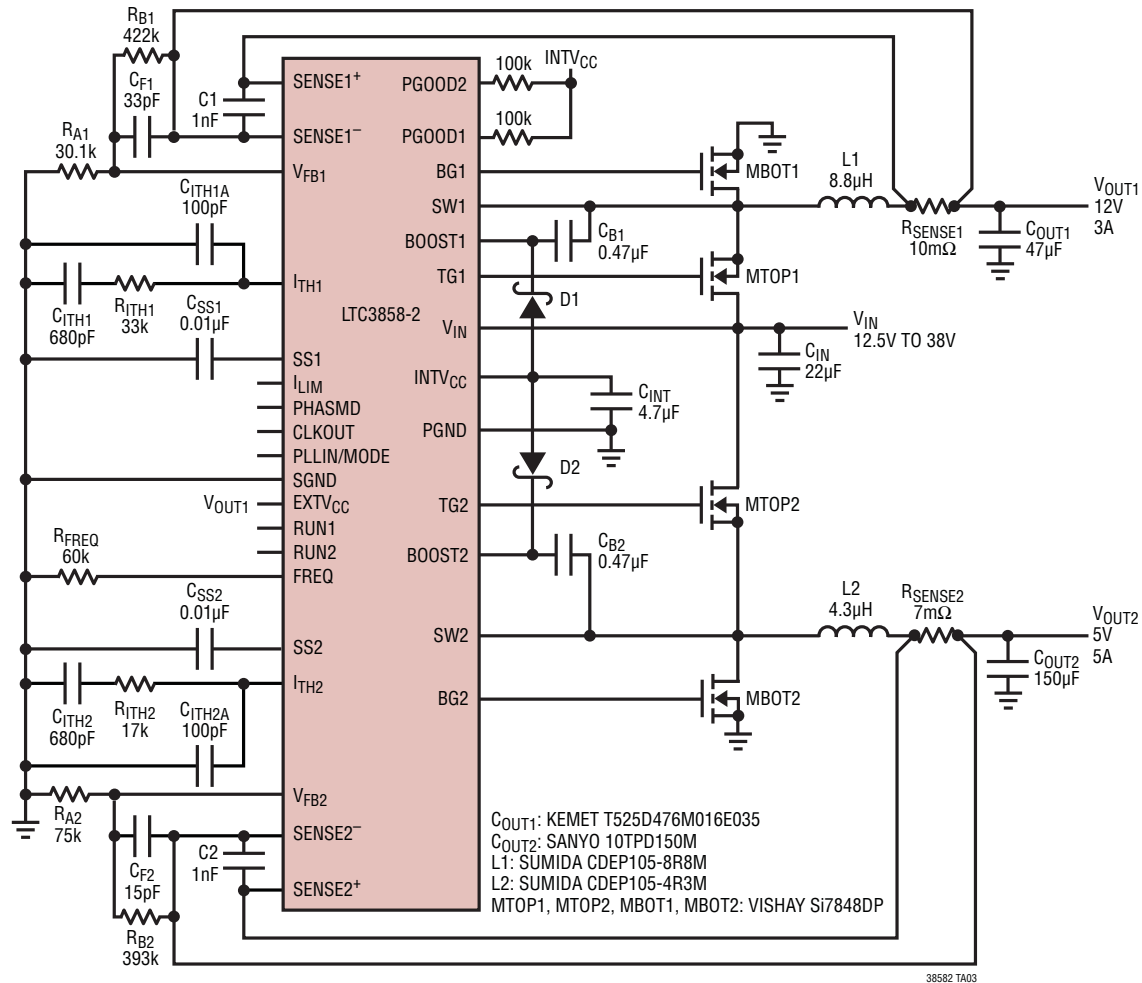 RB1
422k
CF1
33pF
RA1
30.1k
C1
1nF
CITH1A
100pF
CITH1
680pF
RITH1
33k
CSS1
0.01µF
VOUT1
RFREQ
60k
CSS2
0.01µF
CITH2
680pF
RITH2
17k
CITH2A
100pF
RA2
75k
CF2
15pF
C2
1nF
RB2
393k
SENSE1+
SENSE1–
VFB1
ITH1
SS1
ILIM
PHASMD
CLKOUT
PLLIN/MODE
SGND
EXTVCC
RUN1
RUN2
FREQ
SS2
ITH2
VFB2
SENSE2–
SENSE2+
LTC3858-2
PGOOD2
PGOOD1
BG1
SW1
BOOST1
TG1
VIN
INTVCC
PGND
TG2
BOOST2
SW2
BG2
100k
INTVCC
100k
MBOT1
L1
8.8µH
RSENSE1
10mΩ
VOUT1
12V
3A
COUT1
47µF
CB1
0.47µF
MTOP1
D1
VIN
12.5V TO 38V
CIN
22µF
CINT
4.7µF
D2
MTOP2
CB2
0.47µF
L2
4.3µH
RSENSE2
7mΩ
VOUT2
5V
5A
COUT2
150µF
MBOT2
COUT1: KEMET T525D476M016E035
COUT2: SANYO 10TPD150M
L1: SUMIDA CDEP105-8R8M
L2: SUMIDA CDEP105-4R3M
MTOP1, MTOP2, MBOT1, MBOT2: VISHAY Si7848DP
38582 TA03